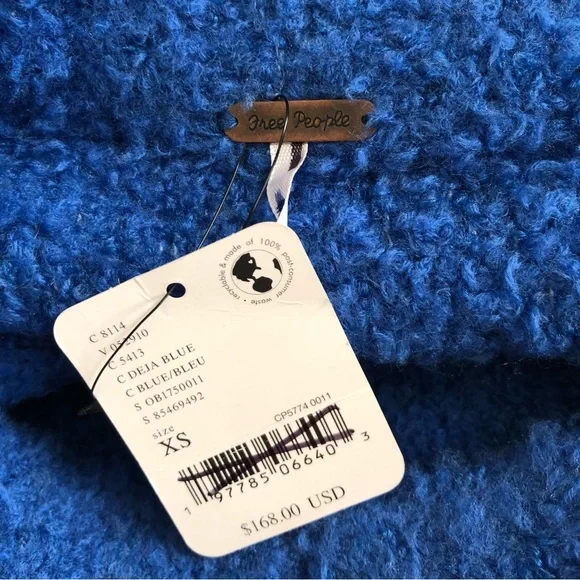 Free People
recyclable & made of 100% post-consumer waste •
C 8114
V 052910
C 5413
C DEJA BLUE
C BLUE/BLEU
S OB1750011
S 85469492
size
XS
CP5774 0011
1 97785 06640 3
$168.00 USD